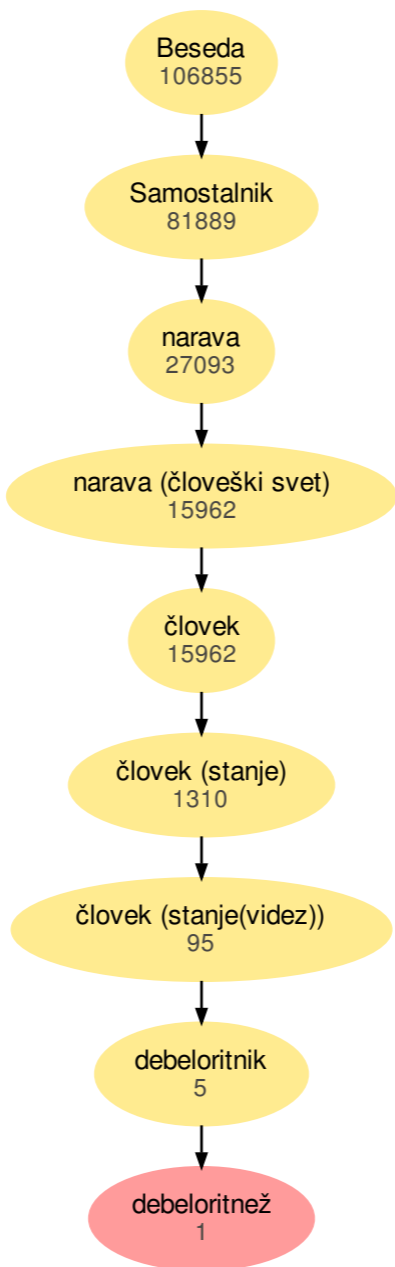 Beseda
106855
Samostalnik
81889
narava
27093
narava (človeški svet)
15962
človek
15962
človek (stanje)
1310
človek (stanje(videz))
95
debeloritnik
5
debeloritnež
1